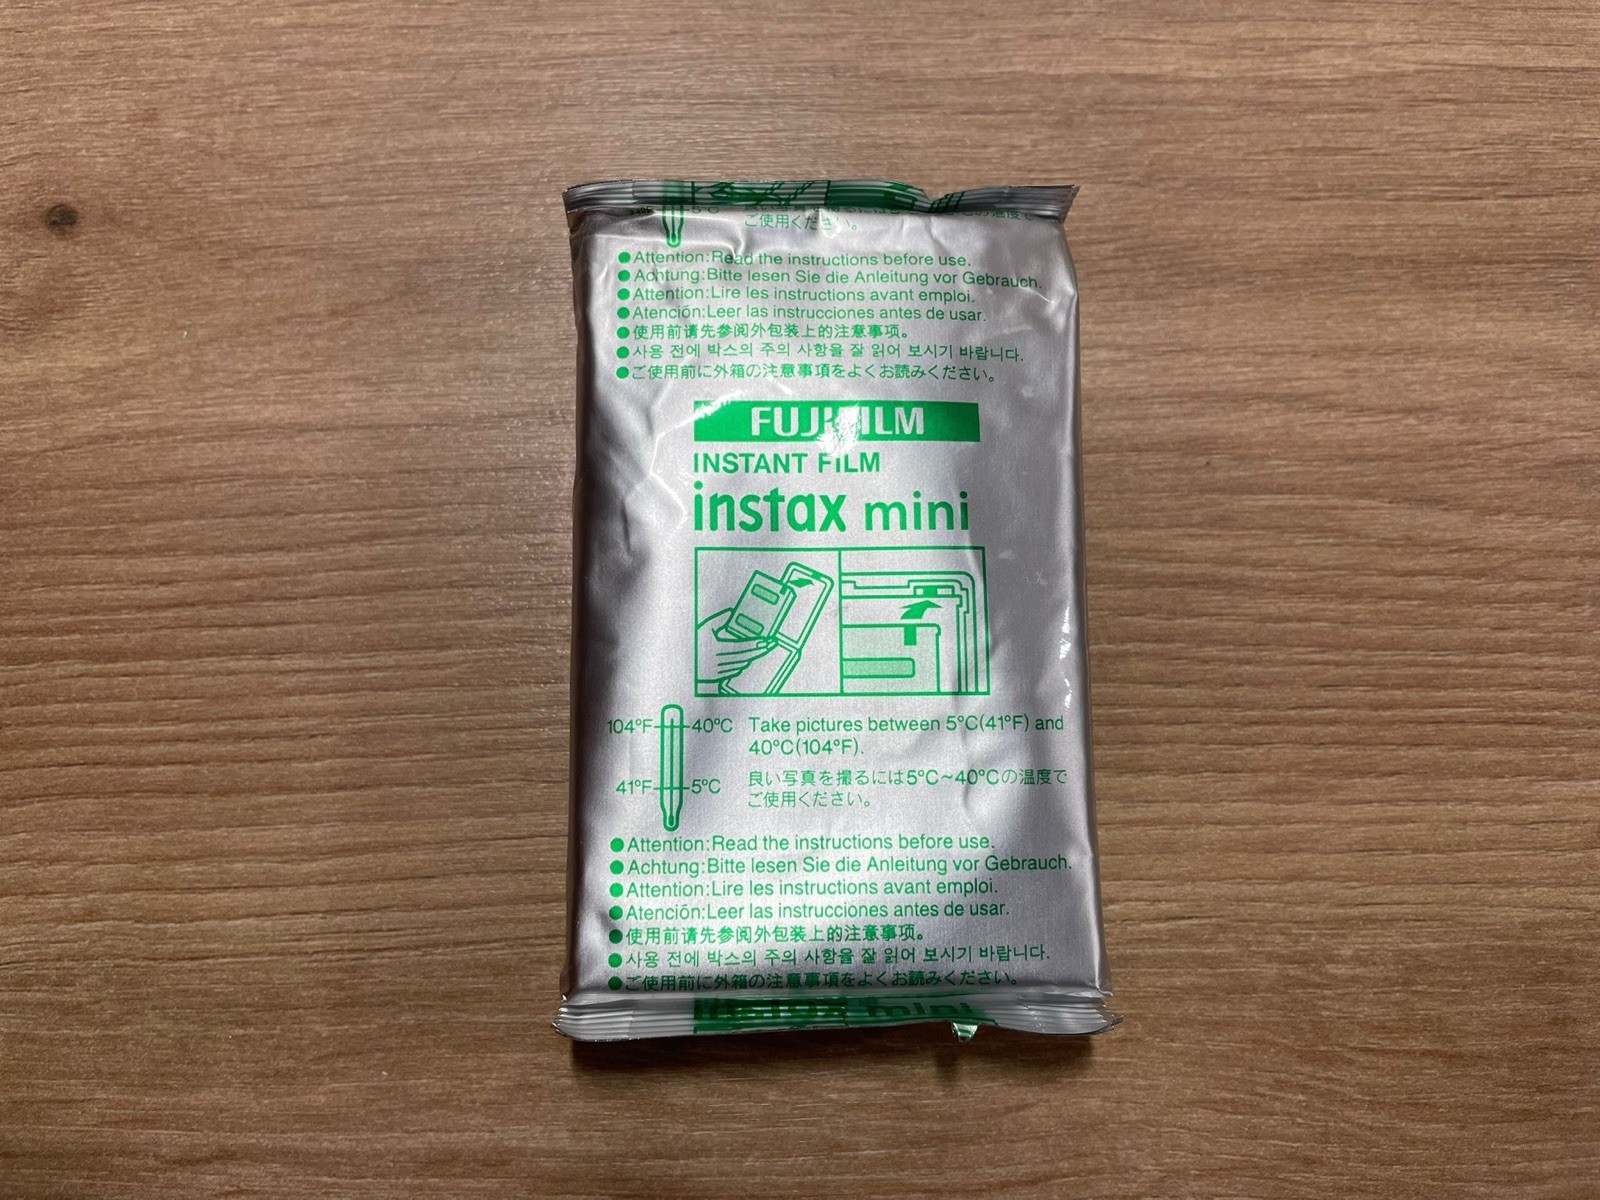 5°C
ご使用ください。
●Attention:Read the instructions before use.
●Achtung:Bitte lesen Sie die Anleitung vor Gebrauch.
●Attention:Lire les instructions avant emploi.
●Atención:Leer las instrucciones antes de usar.
●使用前请先参阅外包装上的注意事项。
●사용 전에 박스의 주의 사항을 잘 읽어 보시기 바랍니다.
●ご使用前に外箱の注意事項をよくお読みください。
FUJIFILM
INSTANT FILM
instax mini
104°F 40°C Take pictures between 5°C(41°F) and
40°C(104°F).
41°F 5°C 良い写真を撮るには5°C~40°Cの温度で
ご使用ください。
●Attention:Read the instructions before use.
●Achtung:Bitte lesen Sie die Anleitung vor Gebrauch.
●Attention:Lire les instructions avant emploi.
●Atención:Leer las instrucciones antes de usar.
●使用前请先参阅外包装上的注意事项。
●사용 전에 박스의 주의 사항을 잘 읽어 보시기 바랍니다.
●ご使用前に外箱の注意事項をよくお読みください。
instax mini